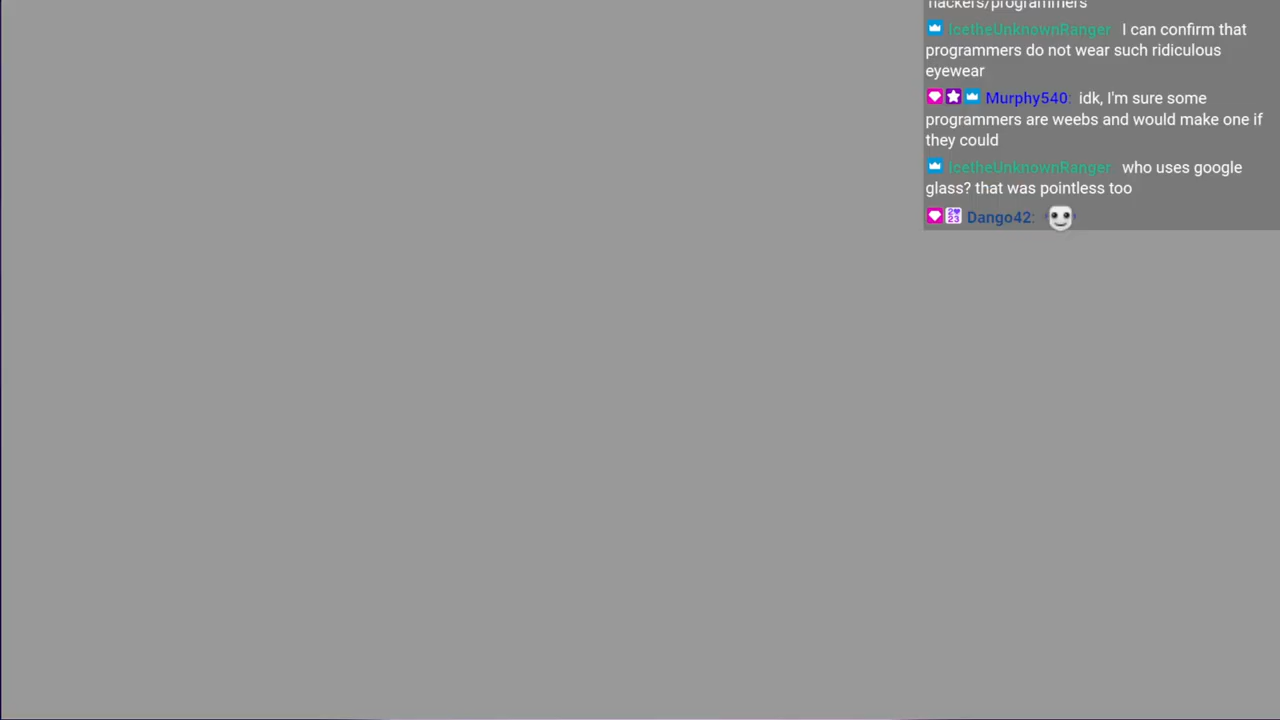 hackers/programmers
IcetheUnknownRanger: I can confirm that
programmers do not wear such ridiculous
eyewear
Murphy540: idk, I'm sure some
programmers are weebs and would make one if
they could
IcetheUnknownRanger: who uses google
glass? that was pointless too
Dango42: